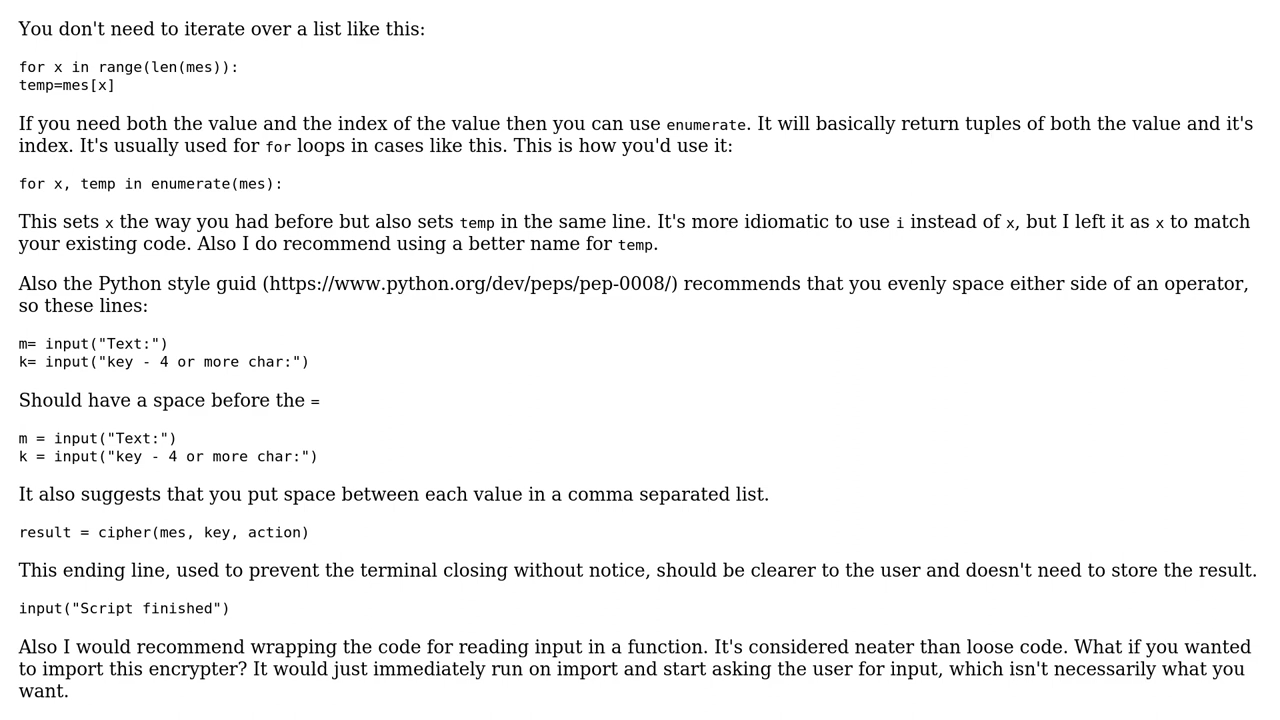 You don't need to iterate over a list like this:
for x in range(len(mes)):
temp=mes[x]
If you need both the value and the index of the value then you can use enumerate. It will basically return tuples of both the value and it's
index. It's usually used for for loops in cases like this. This is how you'd use it:
for x, temp in enumerate(mes):
This sets x the way you had before but also sets temp in the same line. It's more idiomatic to use i instead of x, but I left it as x to match
your existing code. Also I do recommend using a better name for temp.
Also the Python style guid (https://www.python.org/dev/peps/pep-0008/) recommends that you evenly space either side of an operator,
so these lines:
m= input("Text:")
k= input("key - 4 or more char:")
Should have a space before the =
m = input("Text:")
k = input("key - 4 or more char:")
It also suggests that you put space between each value in a comma separated list.
result = cipher(mes, key, action)
This ending line, used to prevent the terminal closing without notice, should be clearer to the user and doesn't need to store the result.
input("Script finished")
Also I would recommend wrapping the code for reading input in a function. It's considered neater than loose code. What if you wanted
to import this encrypter? It would just immediately run on import and start asking the user for input, which isn't necessarily what you
want.